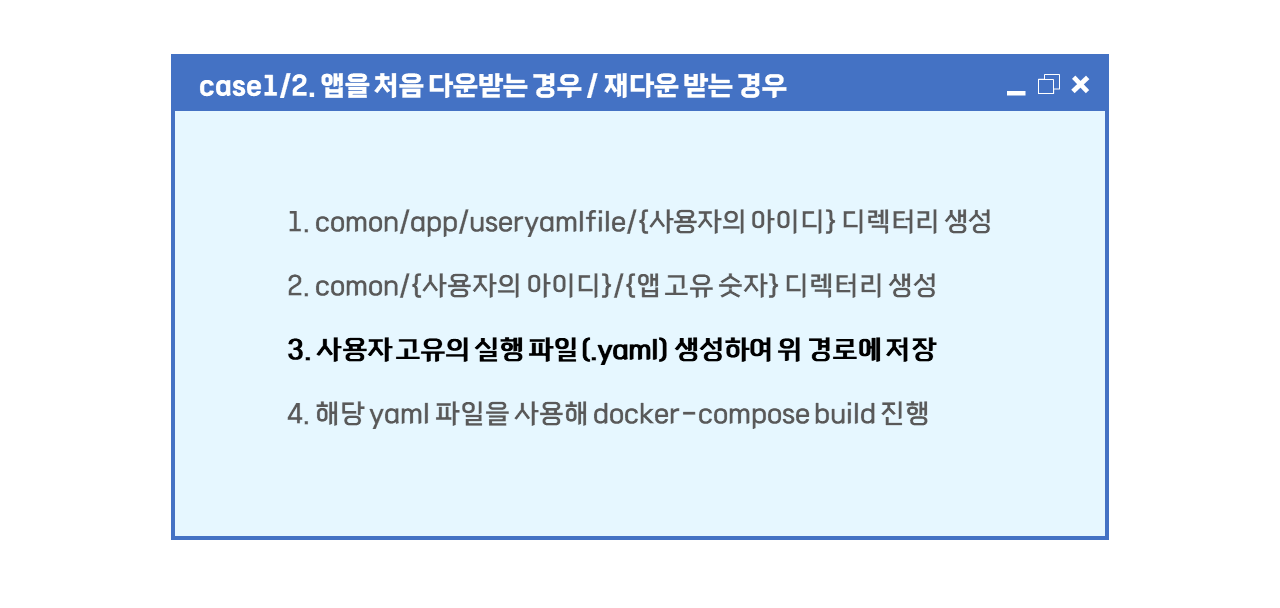 case1/2. 앱을 처음 다운받는 경우 / 재다운 받는 경우
1. comon/app/useryamlfile/{사용자의 아이디} 디렉터리 생성
2. comon/{사용자의 아이디}/{앱 고유 숫자} 디렉터리 생성
3. 사용자 고유의 실행 파일(.yaml) 생성하여 위 경로에 저장
4. 해당 yaml 파일을 사용해 docker-compose build 진행